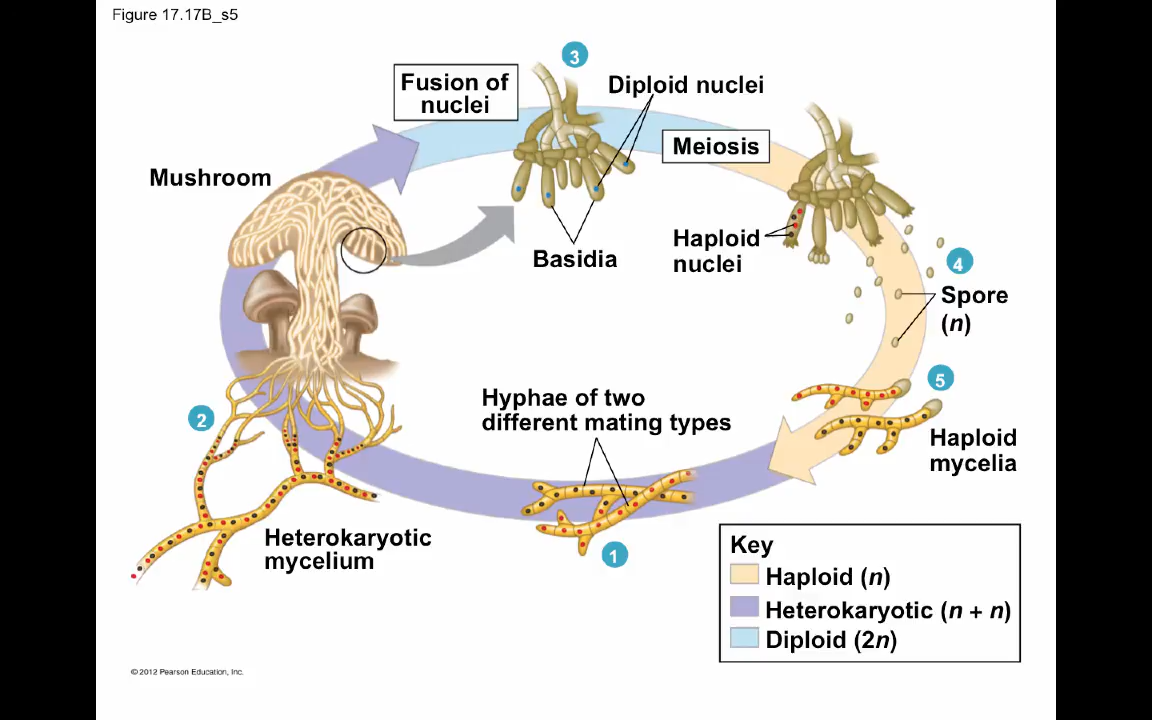 Figure 17.17B_s5
3
Fusion of
nuclei
Diploid nuclei
Meiosis
Mushroom
Basidia
Haploid
nuclei
4
Spore
(n)
5
Haploid
mycelia
Hyphae of two
different mating types
2
1
Heterokaryotic
mycelium
Key
Haploid (n)
Heterokaryotic (n + n)
Diploid (2n)
© 2012 Pearson Education, Inc.